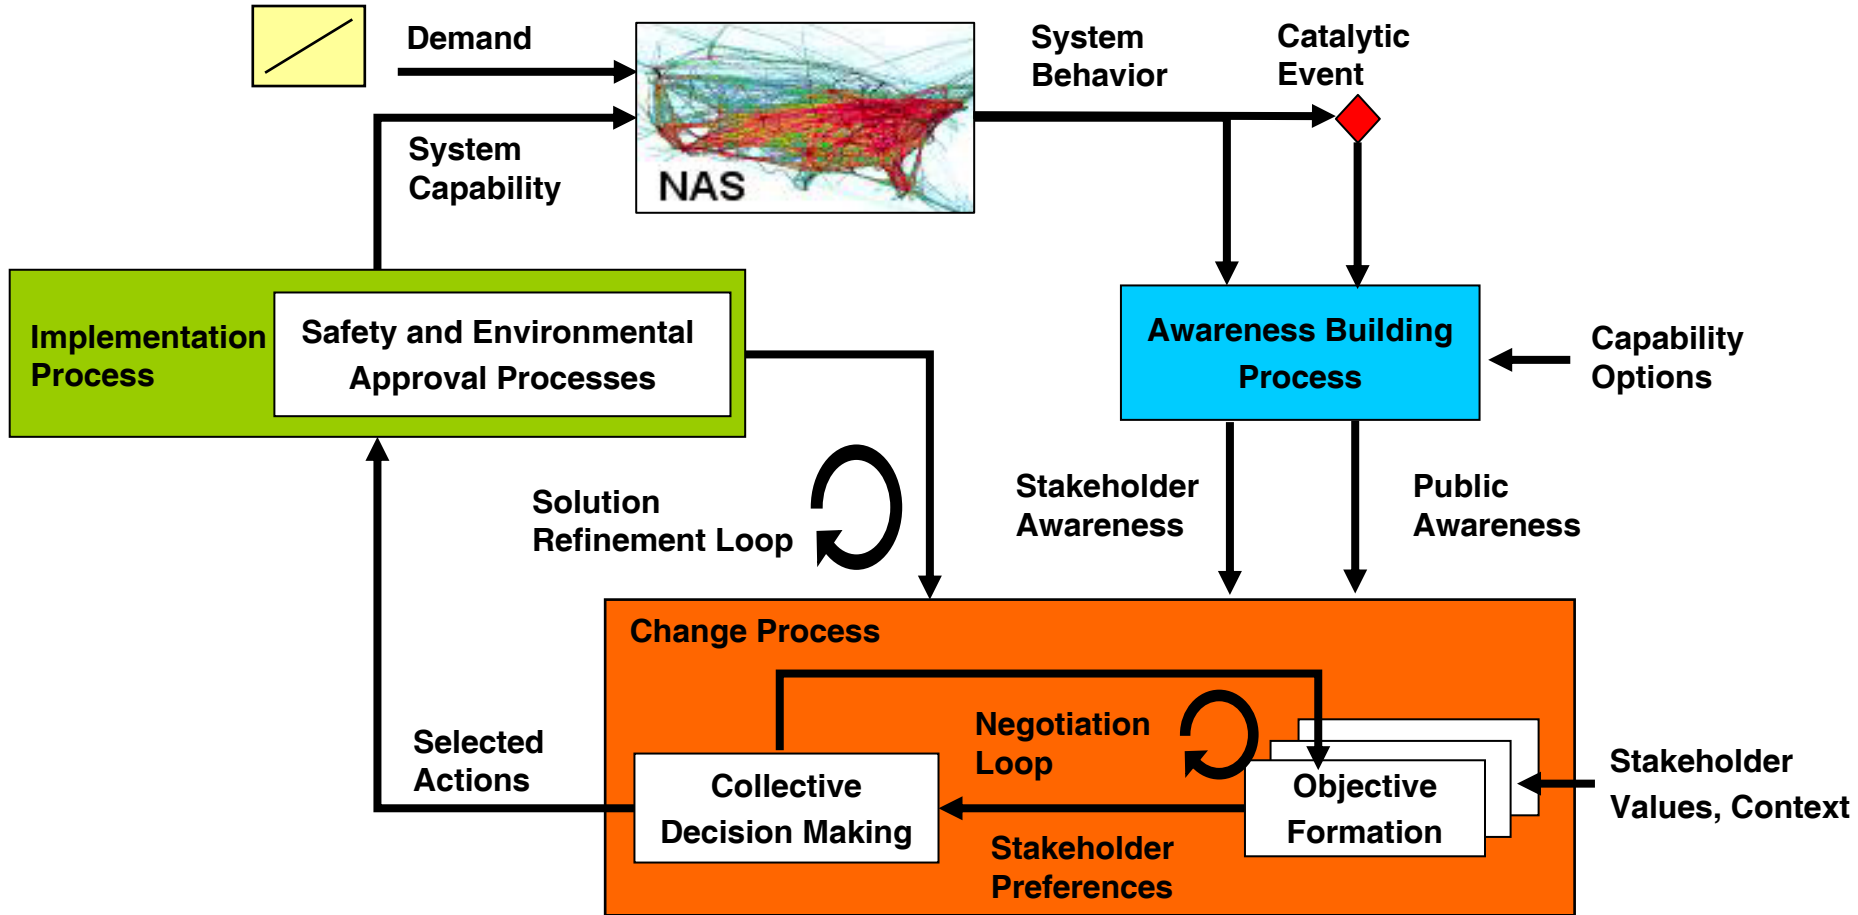 Demand
System
Behavior
Catalytic
Event
System
Capability
NAS
Implementation
Process
Safety and Environmental
Approval Processes
Awareness Building
Process
Capability
Options
Solution
Refinement Loop
Stakeholder
Awareness
Public
Awareness
Change Process
Selected
Actions
Negotiation
Loop
Collective
Decision Making
Objective
Formation
Stakeholder
Values, Context
Stakeholder
Preferences